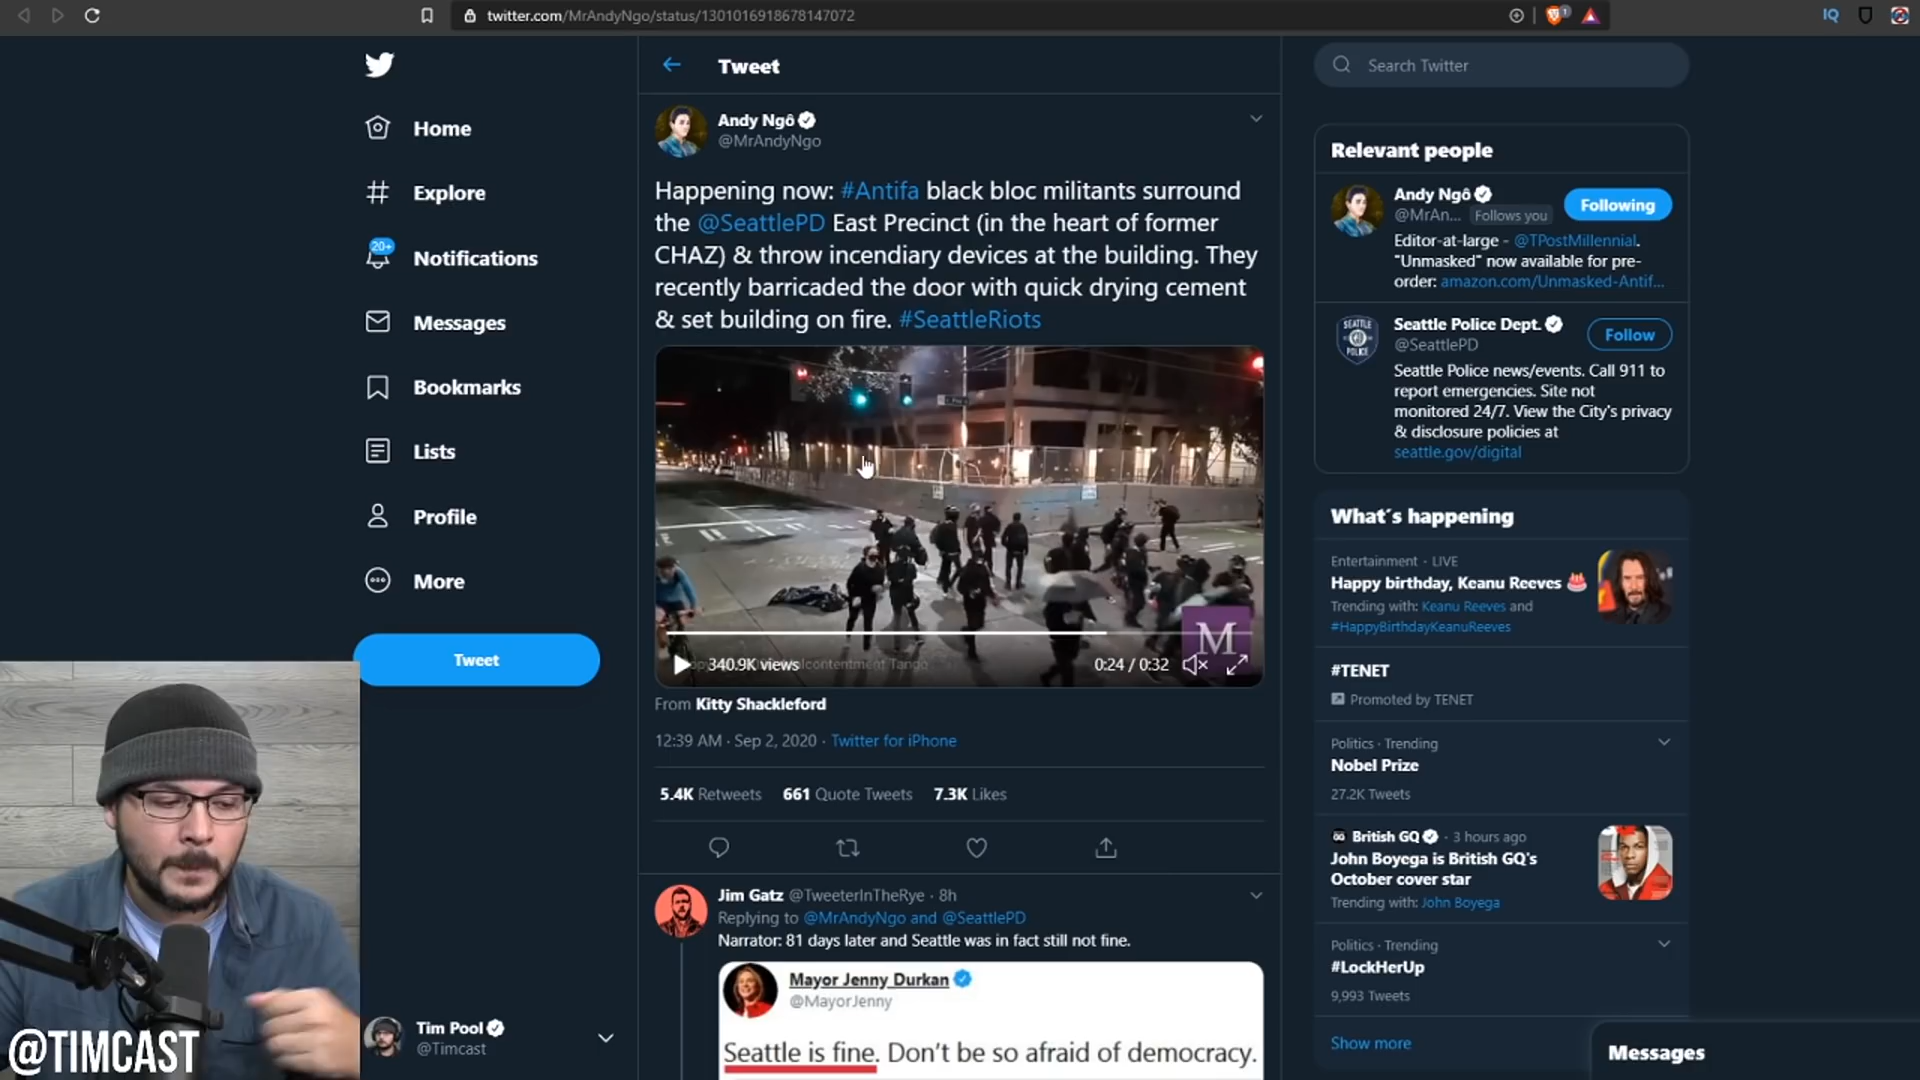 twitter.com/MrAndyNgo/status/1301016918678147072
IQ
Tweet
Search Twitter
Home
Explore
20+
Notifications
Messages
Bookmarks
Lists
Profile
More
Tweet
Andy Ngô
@MrAndyNgo
Happening now: #Antifa black bloc militants surround
the @SeattlePD East Precinct (in the heart of former
CHAZ) & throw incendiary devices at the building. They
recently barricaded the door with quick drying cement
& set building on fire. #SeattleRiots
M
340.9K views
0:24 / 0:32
From Kitty Shackleford
12:39 AM · Sep 2, 2020 · Twitter for iPhone
5.4K Retweets 661 Quote Tweets 7.3K Likes
Jim Gatz @TweeterInTheRye · 8h
Replying to @MrAndyNgo and @SeattlePD
Narrator: 81 days later and Seattle was in fact still not fine.
Mayor Jenny Durkan
@MayorJenny
Seattle is fine. Don't be so afraid of democracy.
Relevant people
Andy Ngô
@MrAn... Follows you
Following
Editor-at-large - @TPostMillennial.
"Unmasked" now available for pre-
order: amazon.com/Unmasked-Antif...
SEATTLE
POLICE
Seattle Police Dept.
@SeattlePD
Follow
Seattle Police news/events. Call 911 to
report emergencies. Site not
monitored 24/7. View the City's privacy
& disclosure policies at
seattle.gov/digital
What's happening
Entertainment · LIVE
Happy birthday, Keanu Reeves
Trending with: Keanu Reeves and
#HappyBirthdayKeanuReeves
#TENET
Promoted by TENET
Politics · Trending
Nobel Prize
27.2K Tweets
British GQ · 3 hours ago
John Boyega is British GQ's
October cover star
Trending with: John Boyega
Politics · Trending
#LockHerUp
9,993 Tweets
Show more
Messages
Tim Pool
@Timcast
@TIMCAST